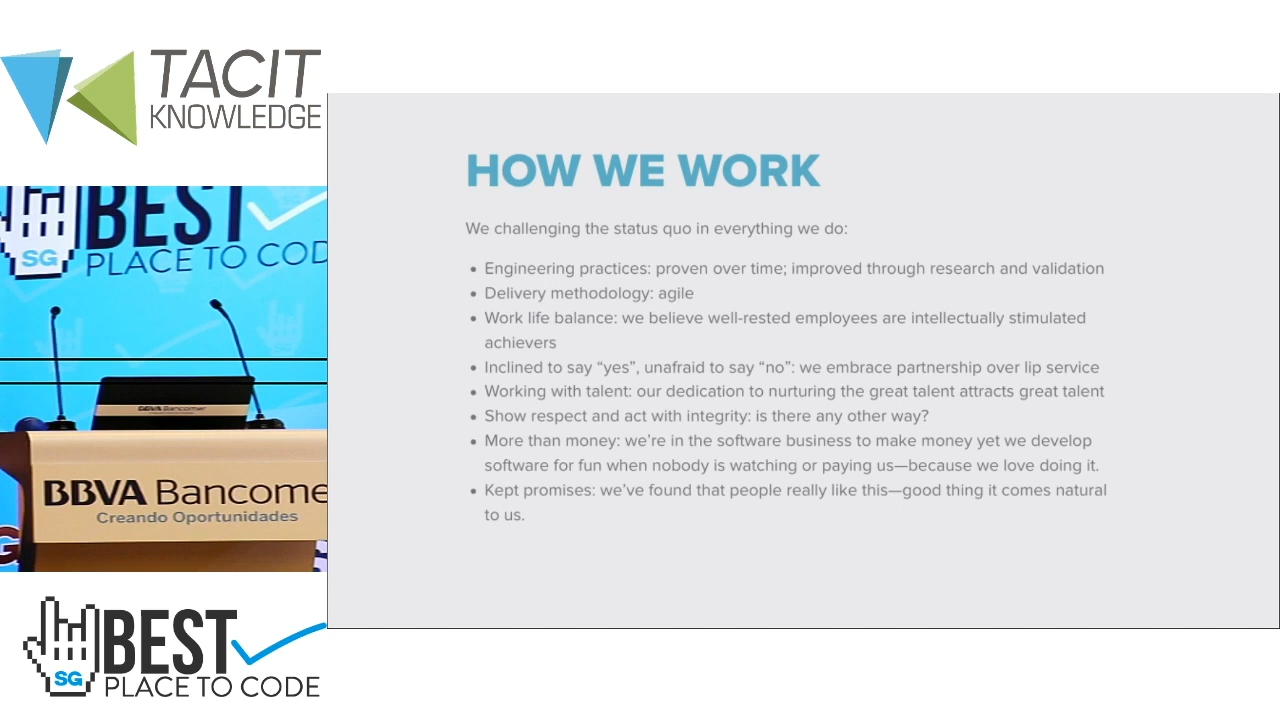 TACIT
KNOWLEDGE
BEST
SG
PLACE TO COD
BBVA Bancomer
BBVA Bancome
Creando Oportunidades
G
BEST
SG
PLACE TO CODE
HOW WE WORK
We challenging the status quo in everything we do:
• Engineering practices: proven over time; improved through research and validation
• Delivery methodology: agile
• Work life balance: we believe well-rested employees are intellectually stimulated
achievers
• Inclined to say “yes”, unafraid to say “no”: we embrace partnership over lip service
• Working with talent: our dedication to nurturing the great talent attracts great talent
• Show respect and act with integrity: is there any other way?
• More than money: we’re in the software business to make money yet we develop
software for fun when nobody is watching or paying us—because we love doing it.
• Kept promises: we’ve found that people really like this—good thing it comes natural
to us.